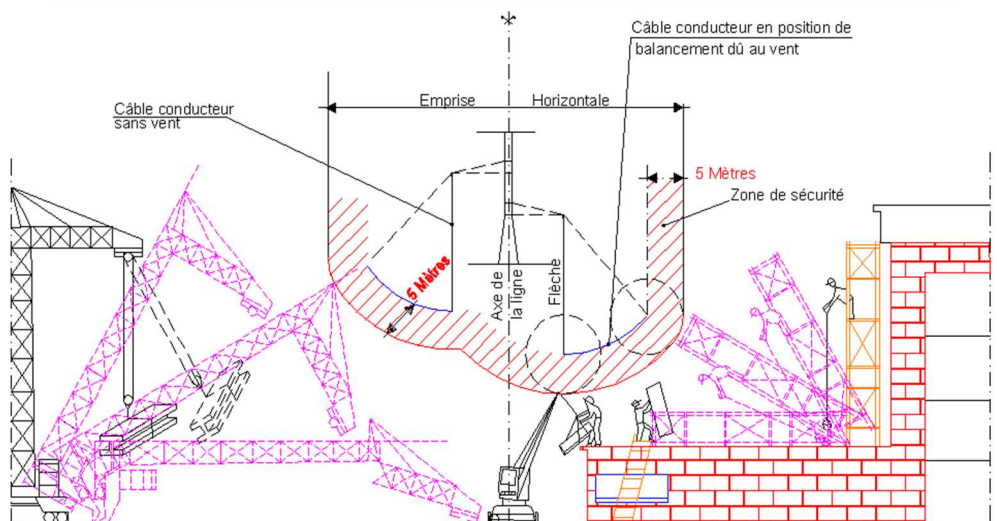 Câble conducteur en position de
balancement dû au vent
Emprise Horizontale
Câble conducteur
sans vent
5 Mètres
Zone de sécurité
5 Mètres
Axe de
la ligne
Flèche